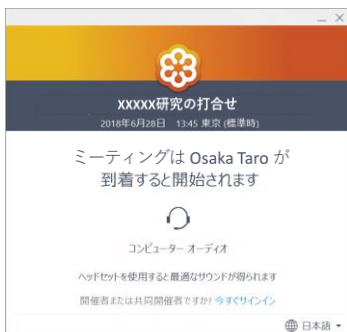 XXXXX研究の打合せ
2018年6月28日 13:45 東京 (標準時)
ミーティングは Osaka Taro が
到着すると開始されます
コンピューター オーディオ
ヘッドセットを使用すると最適なサウンドが得られます
開催者または共同開催者ですか? 今すぐサインイン
日本語